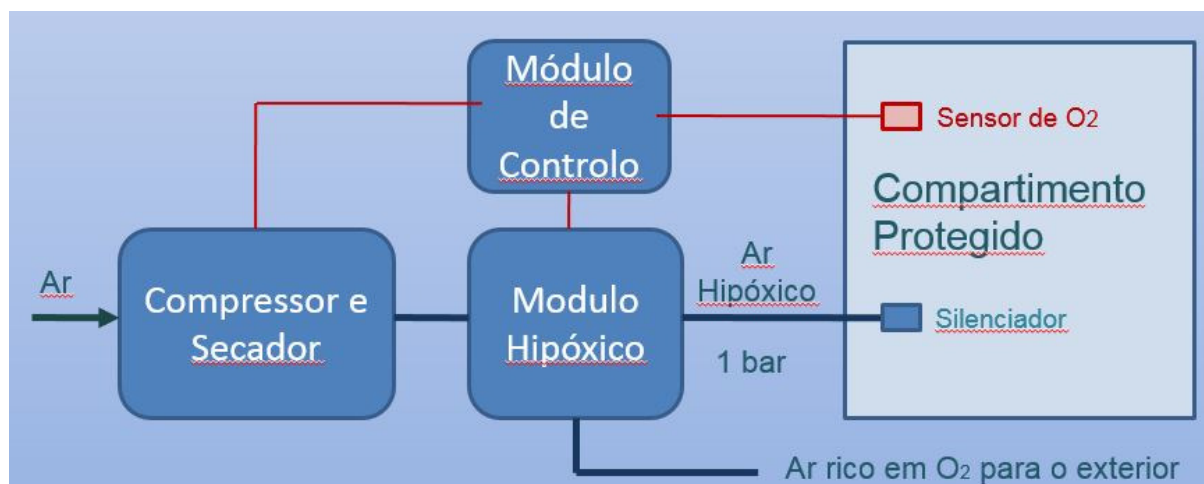 Módulo
de
Controlo
Sensor de O2
Compartimento
Protegido
Ar
Compressor e
Secador
Modulo
Hipóxico
Ar
Hipóxico
1 bar
Silenciador
Ar rico em O2 para o exterior